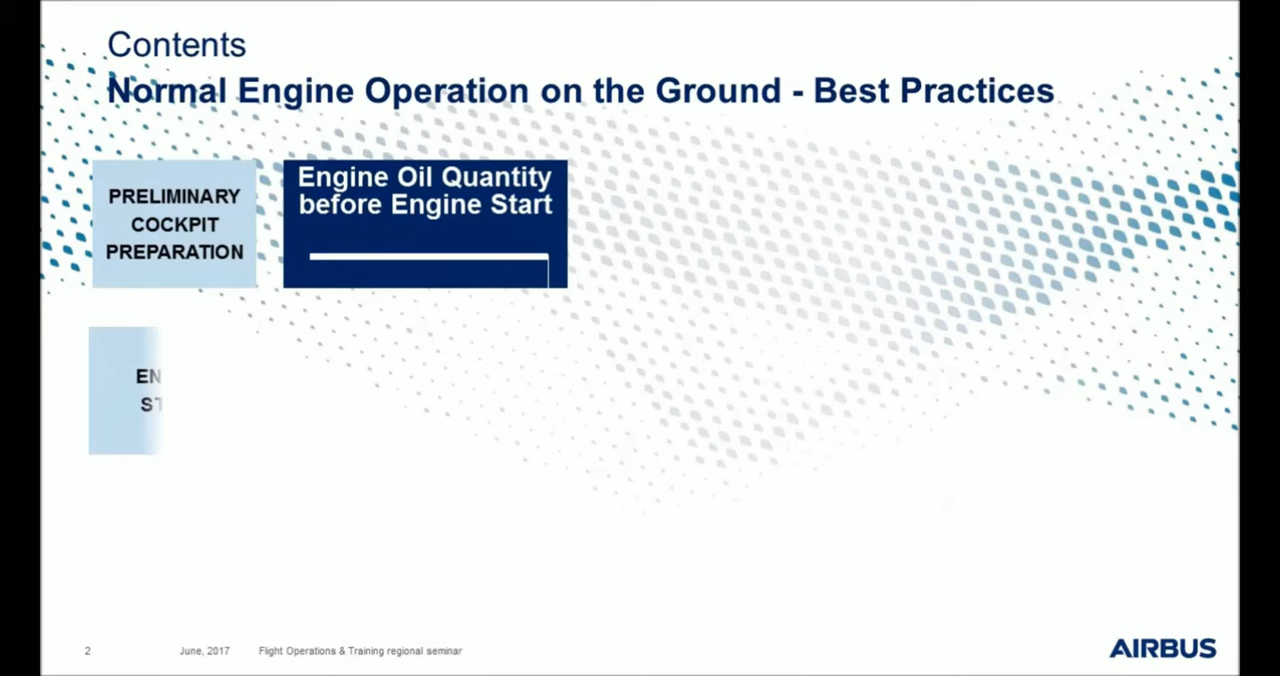 Contents
Normal Engine Operation on the Ground - Best Practices
PRELIMINARY
COCKPIT
PREPARATION
Engine Oil Quantity
before Engine Start
EN
ST
2
June, 2017
Flight Operations & Training regional seminar
AIRBUS